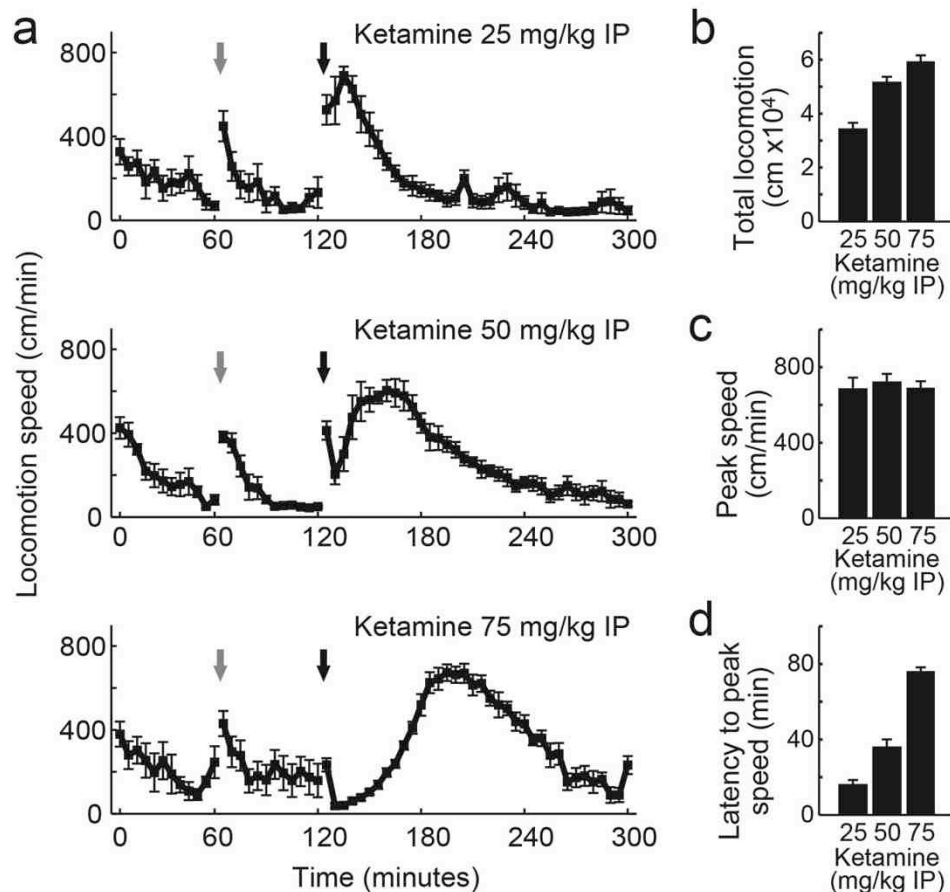 a
Ketamine 25 mg/kg IP
800
400
0
0 60 120 180 240 300
Ketamine 50 mg/kg IP
800
400
0
0 60 120 180 240 300
Ketamine 75 mg/kg IP
800
400
0
0 60 120 180 240 300
Locomotion speed (cm/min)
Time (minutes)
b
Total locomotion
(cm x10⁴)
6
4
2
0
25 50 75
Ketamine
(mg/kg IP)
c
Peak speed
(cm/min)
800
400
0
25 50 75
Ketamine
(mg/kg IP)
d
Latency to peak
speed (min)
80
40
0
25 50 75
Ketamine
(mg/kg IP)